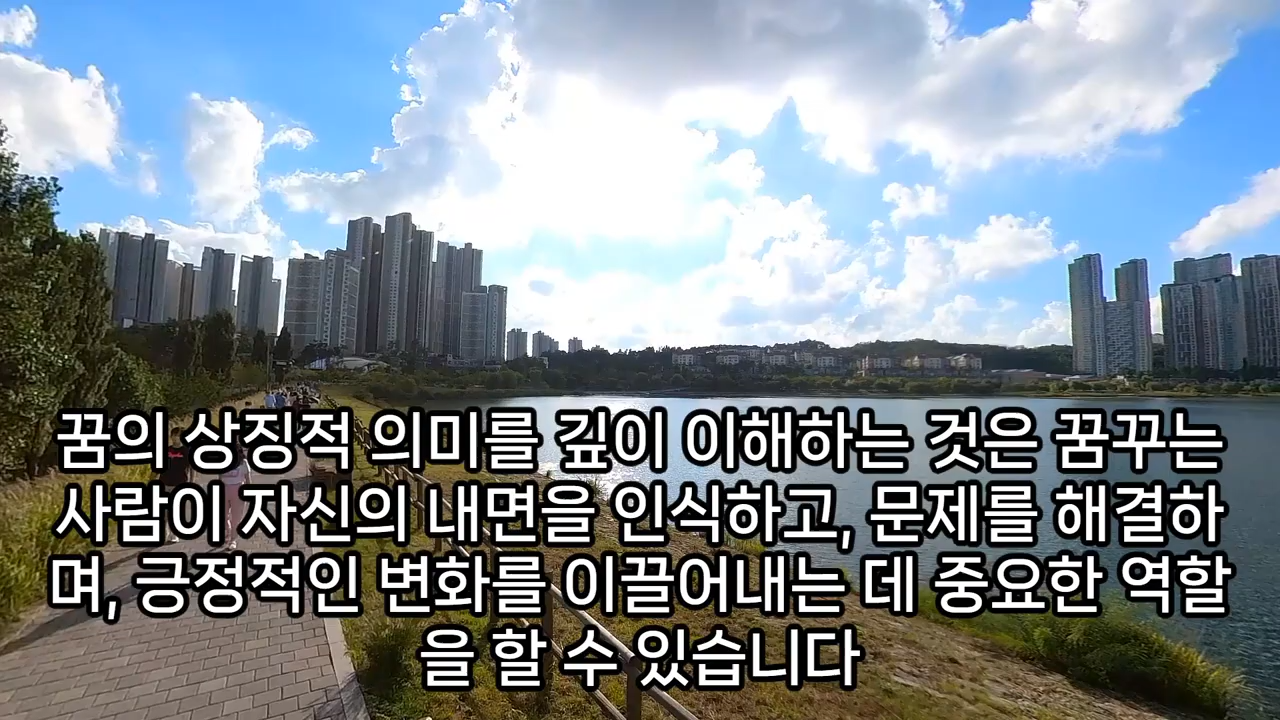 꿈의 상징적 의미를 깊이 이해하는 것은 꿈꾸는
사람이 자신의 내면을 인식하고, 문제를 해결하
며, 긍정적인 변화를 이끌어내는 데 중요한 역할
을 할 수 있습니다